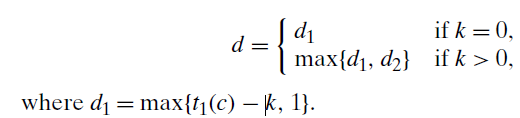 d = { d₁ if k = 0,
max{d₁, d₂} if k > 0,
where d₁ = max{t₁(c) – k, 1}.